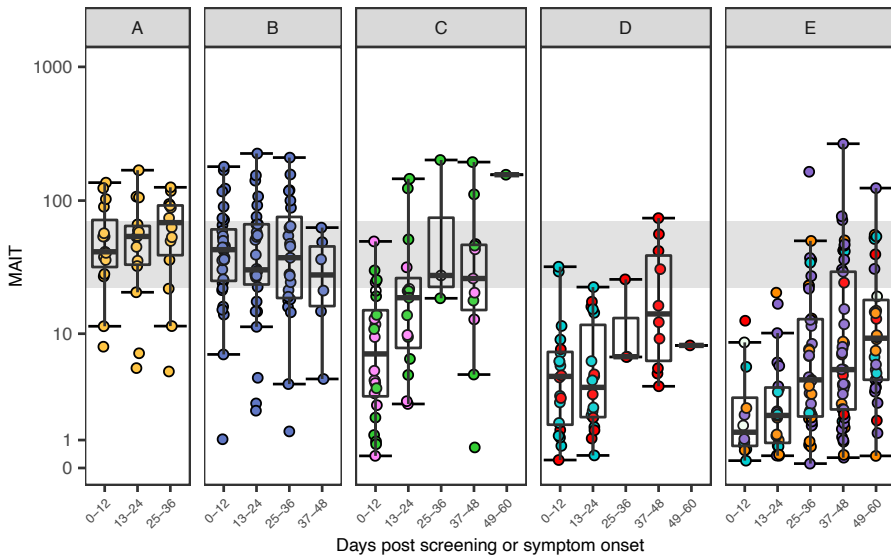 A B C D E
1000
100
10
1
0
MAIT
0–12 13–24 25–36 0–12 13–24 25–36 37–48 0–12 13–24 25–36 37–48 49–60 0–12 13–24 25–36 37–48 49–60 0–12 13–24 25–36 37–48 49–60
Days post screening or symptom onset